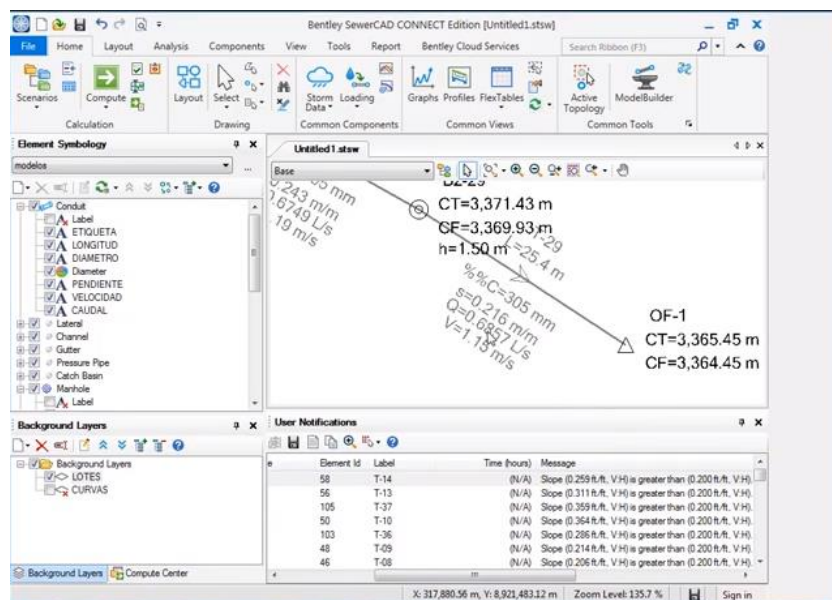 Bentley SewerCAD CONNECT Edition [Untitled1.stsw]
File Home Layout Analysis Components View Tools Report Bentley Cloud Services Search Ribbon (F3)
Scenarios Compute Layout Select Storm Data Loading Graphs Profiles FlexTables Active Topology ModelBuilder
Calculation Drawing Common Components Common Views Common Tools
Element Symbology
modelos
Conduit
Label
ETIQUETA
LONGITUD
DIAMETRO
Diameter
PENDIENTE
VELOCIDAD
CAUDAL
Lateral
Channel
Gutter
Pressure Pipe
Catch Basin
Manhole
Label
Background Layers
Background Layers
LOTES
CURVAS
Background Layers Compute Center
Untitled1.stsw
Base
CT=3,371.43 m
CF=3,369.93 m
h=1.50 m
L=25.4 m
%%C=305 mm
s=0.216 m/m
Q=0.6857 L/s
V=1.15 m/s
OF-1
CT=3,365.45 m
CF=3,364.45 m
User Notifications
Element Id Label Time (hours) Message
58 T-14 (N/A) Slope (0.259 ft/ft, V:H) is greater than (0.200 ft/ft, V:H).
56 T-13 (N/A) Slope (0.311 ft/ft, V:H) is greater than (0.200 ft/ft, V:H).
105 T-37 (N/A) Slope (0.359 ft/ft, V:H) is greater than (0.200 ft/ft, V:H).
50 T-10 (N/A) Slope (0.364 ft/ft, V:H) is greater than (0.200 ft/ft, V:H).
103 T-36 (N/A) Slope (0.286 ft/ft, V:H) is greater than (0.200 ft/ft, V:H).
48 T-09 (N/A) Slope (0.214 ft/ft, V:H) is greater than (0.200 ft/ft, V:H).
46 T-08 (N/A) Slope (0.206 ft/ft, V:H) is greater than (0.200 ft/ft, V:H).
X: 317,880.56 m, Y: 8,921,483.12 m Zoom Level: 135.7 % Sign in